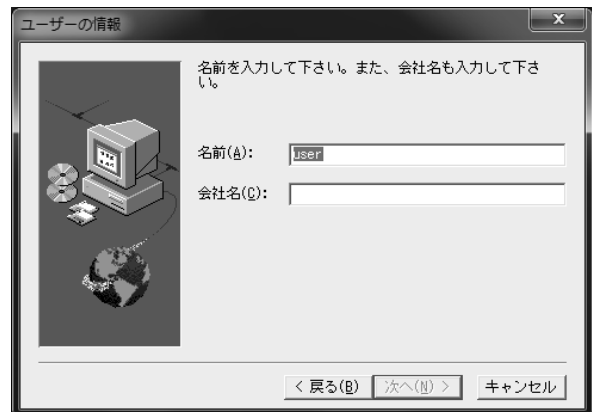 ユーザーの情報
名前を入力して下さい。また、会社名も入力して下さ
い。
名前(A):
user
会社名(C):
< 戻る(B)
次へ(N) >
キャンセル